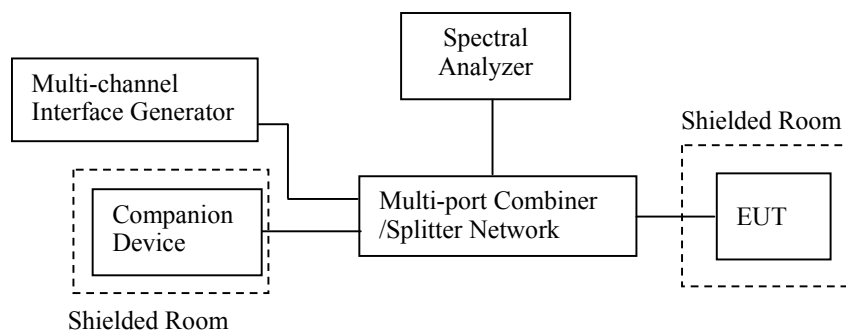 Spectral
Analyzer
Multi-channel
Interface Generator
Shielded Room
Multi-port Combiner
/Splitter Network
EUT
Companion
Device
Shielded Room